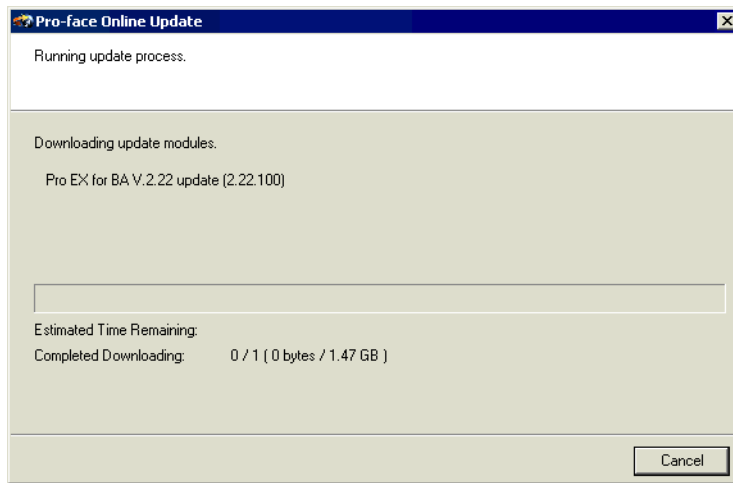 Pro-face Online Update
Running update process.
Downloading update modules.
Pro EX for BA V.2.22 update (2.22.100)
Estimated Time Remaining:
Completed Downloading: 0 / 1 ( 0 bytes / 1.47 GB )
Cancel